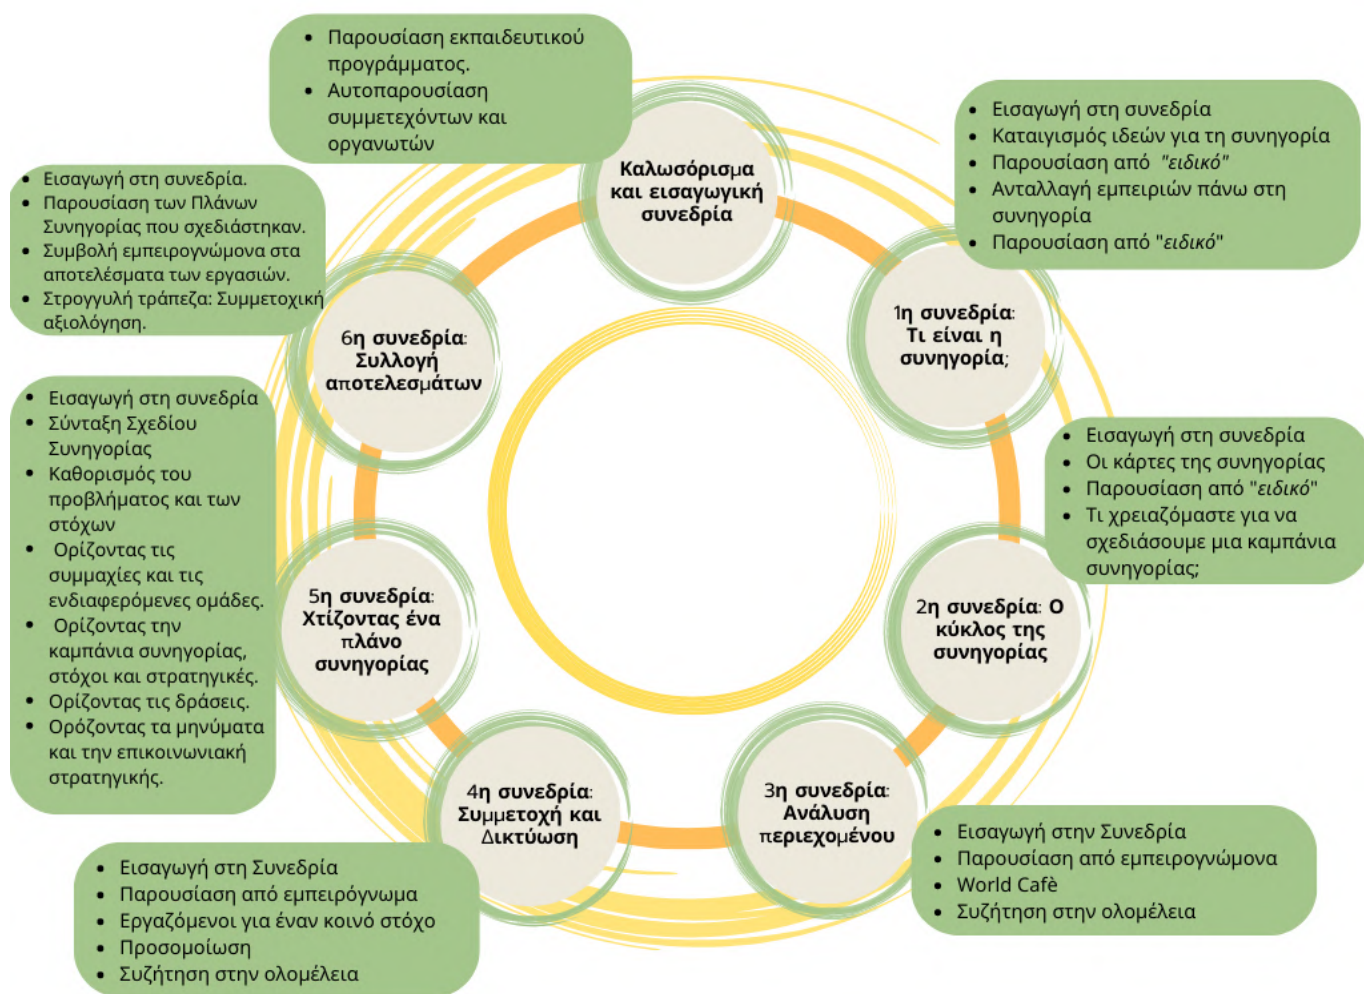 • Παρουσίαση εκπαιδευτικού
προγράμματος.
• Αυτοπαρουσίαση
συμμετεχόντων και
οργανωτών
Καλωσόρισμα
και εισαγωγική
συνεδρία
• Εισαγωγή στη συνεδρία
• Καταιγισμός ιδεών για τη συνηγορία
• Παρουσίαση από "ειδικό"
• Ανταλλαγή εμπειριών πάνω στη
συνηγορία
• Παρουσίαση από "ειδικό"
1η συνεδρία:
Τι είναι η
συνηγορία;
• Εισαγωγή στη συνεδρία
• Οι κάρτες της συνηγορίας
• Παρουσίαση από "ειδικό"
• Τι χρειαζόμαστε για να
σχεδιάσουμε μια καμπάνια
συνηγορίας;
2η συνεδρία: Ο
κύκλος της
συνηγορίας
• Εισαγωγή στην Συνεδρία
• Παρουσίαση από εμπειρογνώμονα
• World Cafè
• Συζήτηση στην ολομέλεια
3η συνεδρία:
Ανάλυση
περιεχομένου
• Εισαγωγή στη Συνεδρία
• Παρουσίαση από εμπειρόγνωμα
• Εργαζόμενοι για έναν κοινό στόχο
• Προσομοίωση
• Συζήτηση στην ολομέλεια
4η συνεδρία:
Συμμετοχή και
Δικτύωση
• Εισαγωγή στη συνεδρία
• Σύνταξη Σχεδίου
Συνηγορίας
• Καθορισμός του
προβλήματος και των
στόχων
• Ορίζοντας τις
συμμαχίες και τις
ενδιαφερόμενες ομάδες.
• Ορίζοντας την
καμπάνια συνηγορίας,
στόχοι και στρατηγικές.
• Ορίζοντας τις δράσεις.
• Ορόζοντας τα μηνύματα
και την επικοινωνιακή
στρατηγικής.
5η συνεδρία:
Χτίζοντας ένα
πλάνο
συνηγορίας
• Εισαγωγή στη συνεδρία.
• Παρουσίαση των Πλάνων
Συνηγορίας που σχεδιάστηκαν.
• Συμβολή εμπειρογνώμονα στα
αποτελέσματα των εργασιών.
• Στρογγυλή τράπεζα: Συμμετοχική
αξιολόγηση.
6η συνεδρία:
Συλλογή
αποτελεσμάτων